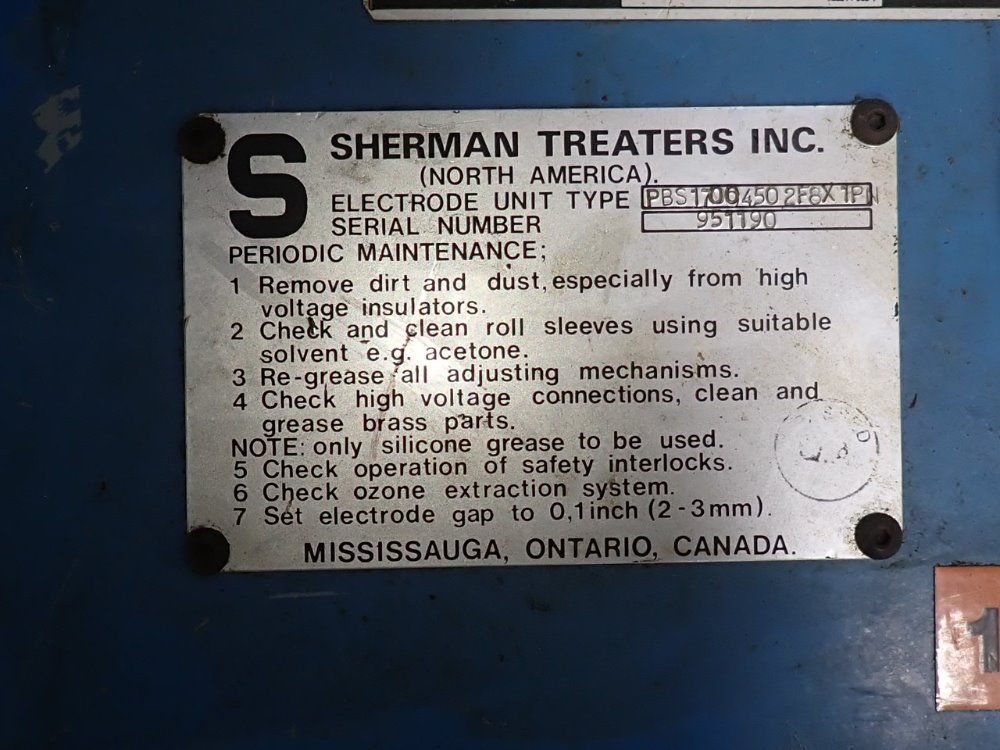 S
SHERMAN TREATERS INC.
(NORTH AMERICA).
ELECTRODE UNIT TYPE PBS1700450 2F8X 1PIN
SERIAL NUMBER 951190
PERIODIC MAINTENANCE;
1 Remove dirt and dust, especially from high
voltage insulators.
2 Check and clean roll sleeves using suitable
solvent e.g. acetone.
3 Re-grease all adjusting mechanisms.
4 Check high voltage connections, clean and
grease brass parts.
NOTE: only silicone grease to be used.
5 Check operation of safety interlocks.
6 Check ozone extraction system.
7 Set electrode gap to 0,1inch (2-3mm).
MISSISSAUGA, ONTARIO, CANADA.
1